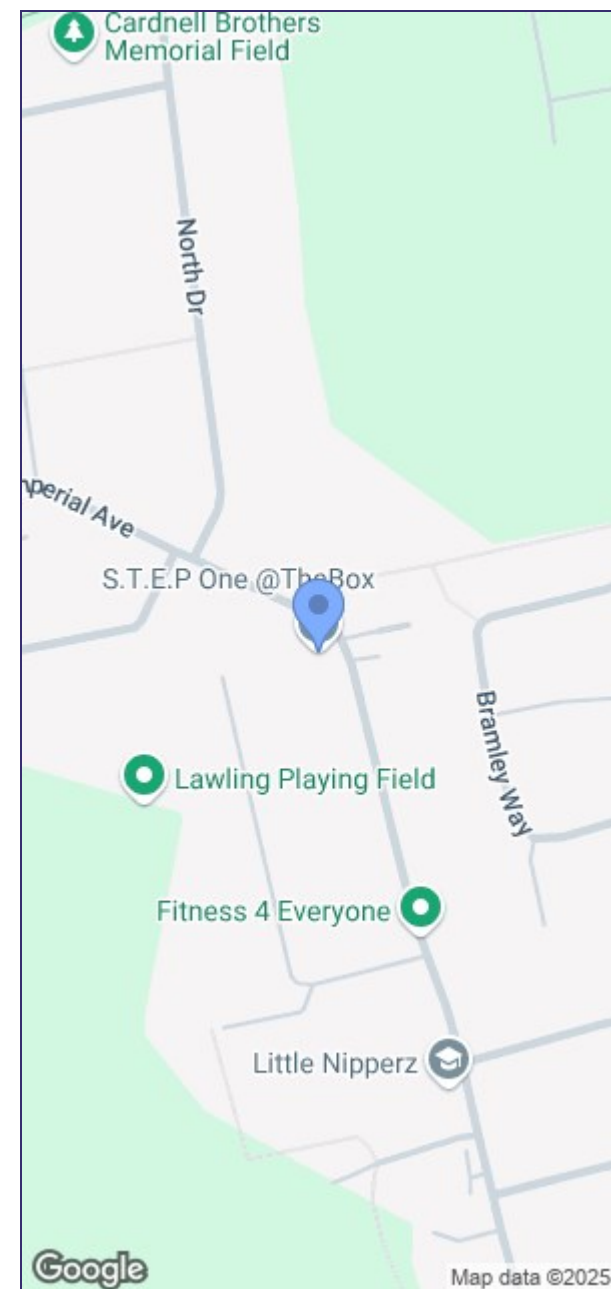 Cardnell Brothers
Memorial Field
North Dr
mperial Ave
S.T.E.P One @TheBox
Bramley Way
Lawling Playing Field
Fitness 4 Everyone
Little Nipperz
Google
Map data ©2025